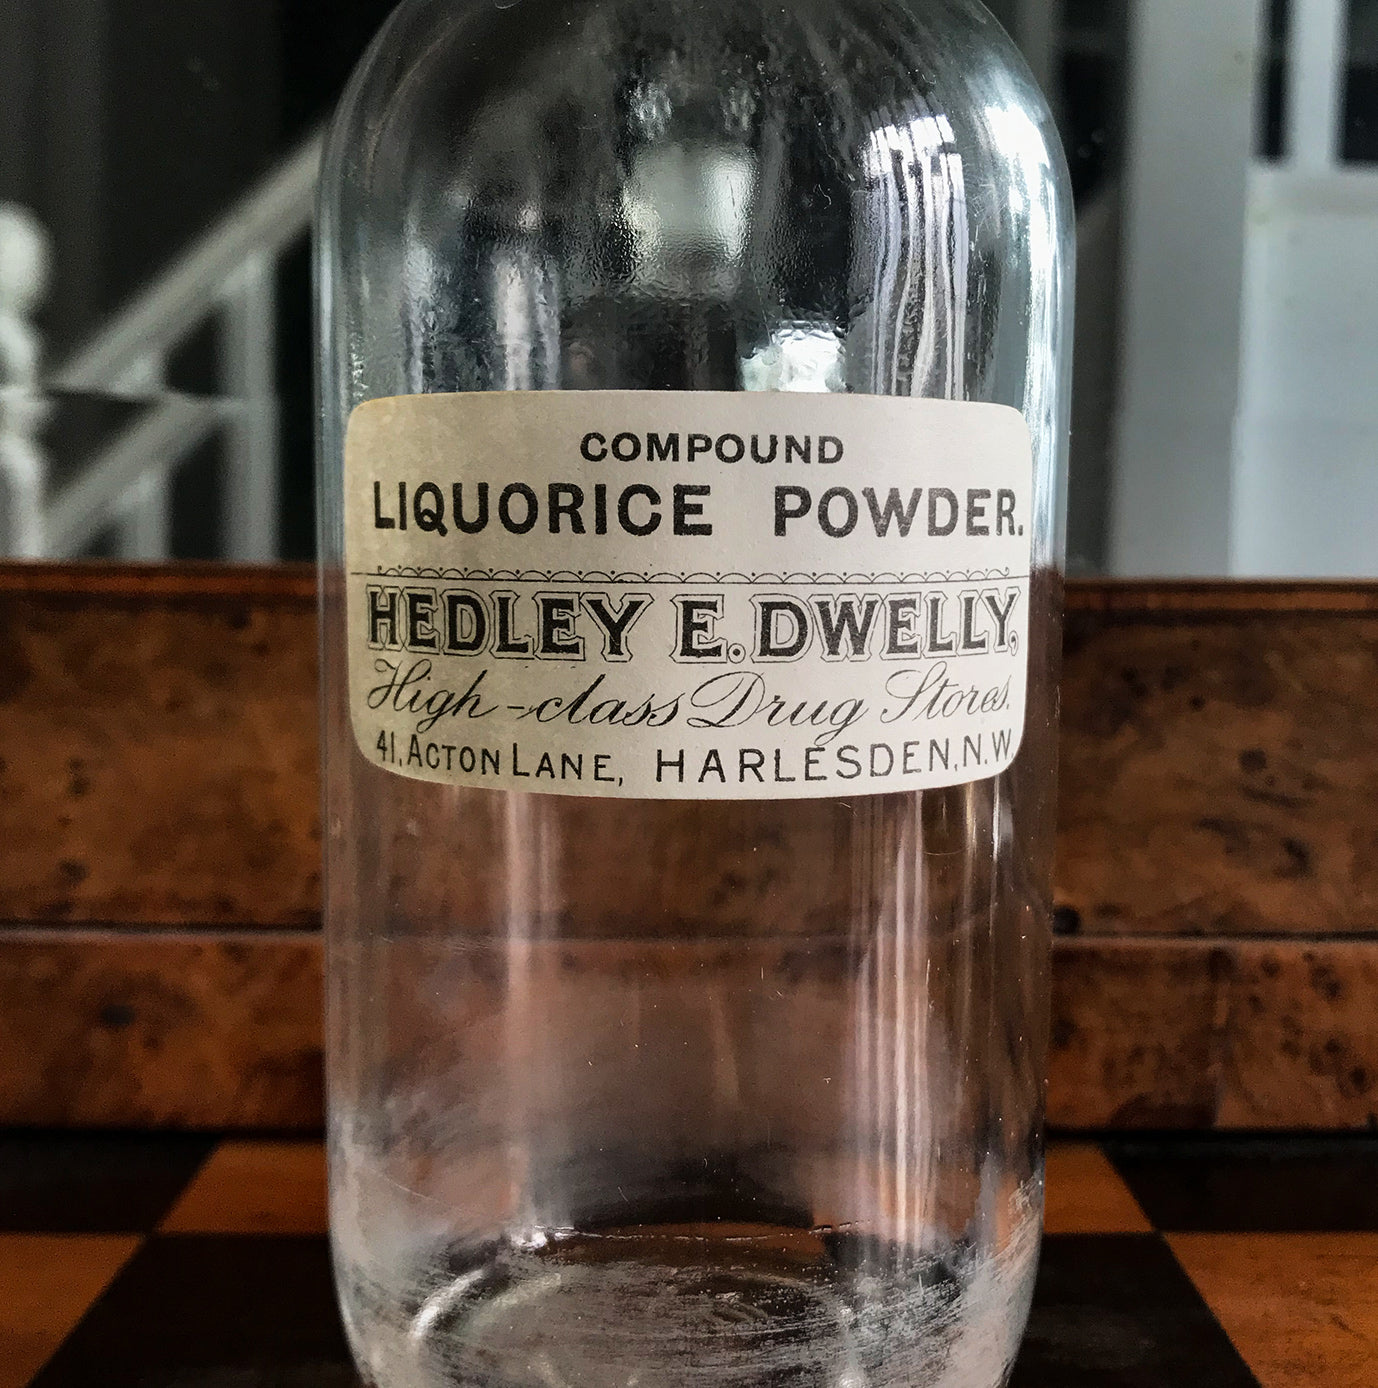 COMPOUND
LIQUORICE POWDER.
HEDLEY E. DWELLY,
High-class Drug Stores.
41, ACTON LANE, HARLESDEN, N.W.